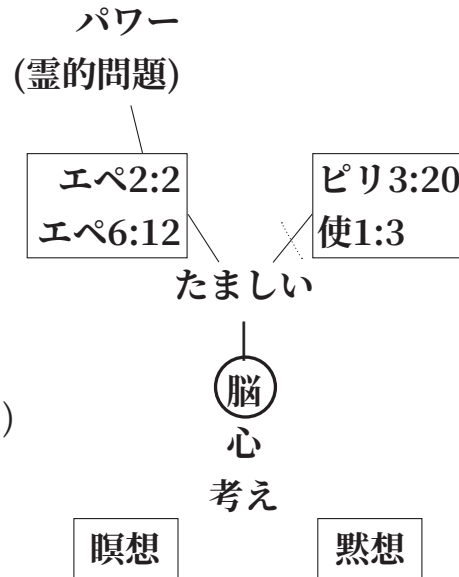 パワー
(霊的問題)
エペ2:2
エペ6:12
ピリ3:20
使1:3
たましい
脳
)
心
考え
瞑想
黙想